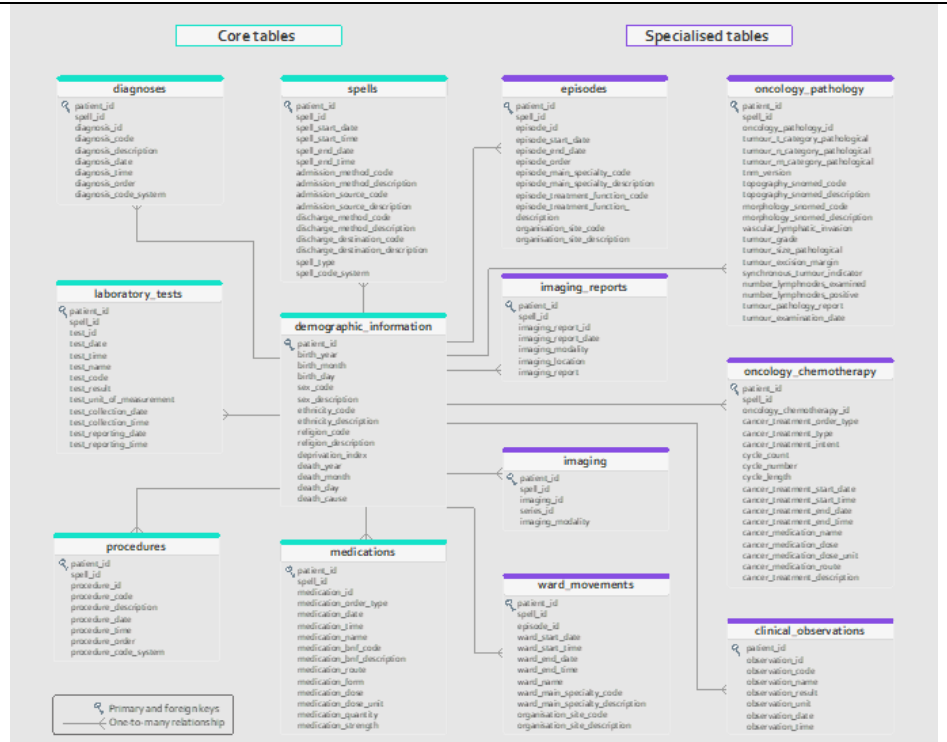 Core tables
Specialised tables
diagnoses
patient_id
spell_id
diagnosis_id
diagnosis_code
diagnosis_description
diagnosis_date
diagnosis_time
diagnosis_order
diagnosis_code_system
spells
patient_id
spell_id
spell_start_date
spell_start_time
spell_end_date
spell_end_time
admission_method_code
admission_method_description
admission_source_code
admission_source_description
discharge_method_code
discharge_method_description
discharge_destination_code
discharge_destination_description
spell_type
spell_code_system
episodes
patient_id
spell_id
episode_id
episode_start_date
episode_end_date
episode_order
episode_main_specialty_code
episode_main_specialty_description
episode_treatment_function_code
episode_treatment_function_
description
organisation_site_code
organisation_site_description
oncology_pathology
patient_id
spell_id
oncology_pathology_id
tumour_t_category_pathological
tumour_n_category_pathological
tumour_m_category_pathological
tnm_version
topography_snomed_code
topography_snomed_description
morphology_snomed_code
morphology_snomed_description
vascular_lymphatic_invasion
tumour_grade
tumour_size_pathological
tumour_excision_margin
synchronous_tumour_indicator
number_lymphnodes_examined
number_lymphnodes_positive
tumour_pathology_report
tumour_examination_date
laboratory_tests
patient_id
spell_id
test_id
test_date
test_time
test_name
test_code
test_result
test_unit_of_measurement
test_collection_date
test_collection_time
test_reporting_date
test_reporting_time
demographic_information
patient_id
birth_year
birth_month
birth_day
sex_code
sex_description
ethnicity_code
ethnicity_description
religion_code
religion_description
deprivation_index
death_year
death_month
death_day
death_cause
imaging_reports
patient_id
spell_id
imaging_report_id
imaging_report_date
imaging_modality
imaging_location
imaging_report
oncology_chemotherapy
patient_id
spell_id
oncology_chemotherapy_id
cancer_treatment_order_type
cancer_treatment_type
cancer_treatment_intent
cycle_count
cycle_number
cycle_length
cancer_treatment_start_date
cancer_treatment_start_time
cancer_treatment_end_date
cancer_treatment_end_time
cancer_medication_name
cancer_medication_dose
cancer_medication_dose_unit
cancer_medication_route
cancer_treatment_description
imaging
patient_id
spell_id
imaging_id
series_id
imaging_modality
procedures
patient_id
spell_id
procedure_id
procedure_code
procedure_description
procedure_date
procedure_time
procedure_order
procedure_code_system
medications
patient_id
spell_id
medication_id
medication_order_type
medication_date
medication_time
medication_name
medication_bnf_code
medication_bnf_description
medication_route
medication_form
medication_dose
medication_dose_unit
medication_quantity
medication_strength
ward_movements
patient_id
spell_id
episode_id
ward_start_date
ward_start_time
ward_end_date
ward_end_time
ward_name
ward_main_specialty_code
ward_main_specialty_description
organisation_site_code
organisation_site_description
clinical_observations
patient_id
observation_id
observation_code
observation_name
observation_result
observation_unit
observation_date
observation_time
Primary and foreign keys
One-to-many relationship